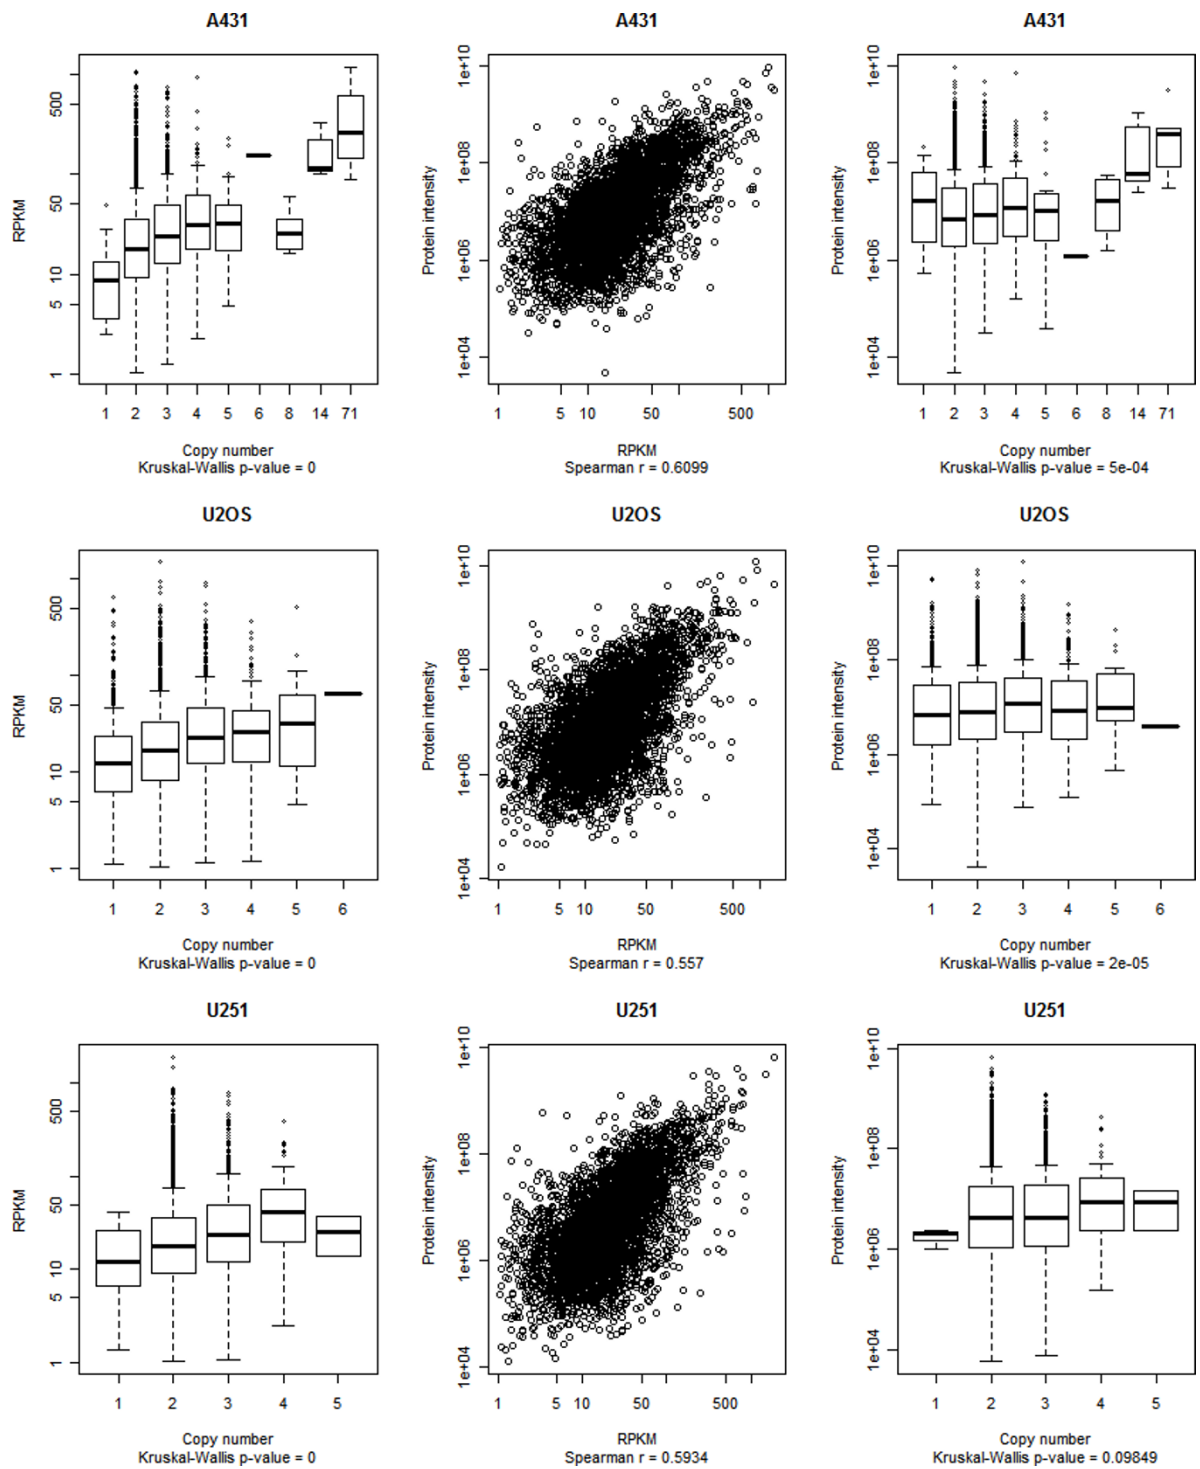 A431
RPKM
500
50
10
5
1
1 2 3 4 5 6 8 14 71
Copy number
Kruskal-Wallis p-value = 0
A431
Protein intensity
1e+10
1e+08
1e+06
1e+04
1 5 10 50 500
RPKM
Spearman r = 0.6099
A431
Protein intensity
1e+10
1e+08
1e+06
1e+04
1 2 3 4 5 6 8 14 71
Copy number
Kruskal-Wallis p-value = 5e-04
U2OS
RPKM
500
50
10
5
1
1 2 3 4 5 6
Copy number
Kruskal-Wallis p-value = 0
U2OS
Protein intensity
1e+10
1e+08
1e+06
1e+04
1 5 10 50 500
RPKM
Spearman r = 0.557
U2OS
Protein intensity
1e+10
1e+08
1e+06
1e+04
1 2 3 4 5 6
Copy number
Kruskal-Wallis p-value = 2e-05
U251
RPKM
500
50
10
5
1
1 2 3 4 5
Copy number
Kruskal-Wallis p-value = 0
U251
Protein intensity
1e+10
1e+08
1e+06
1e+04
1 5 10 50 500
RPKM
Spearman r = 0.5934
U251
Protein intensity
1e+10
1e+08
1e+06
1e+04
1 2 3 4 5
Copy number
Kruskal-Wallis p-value = 0.09849